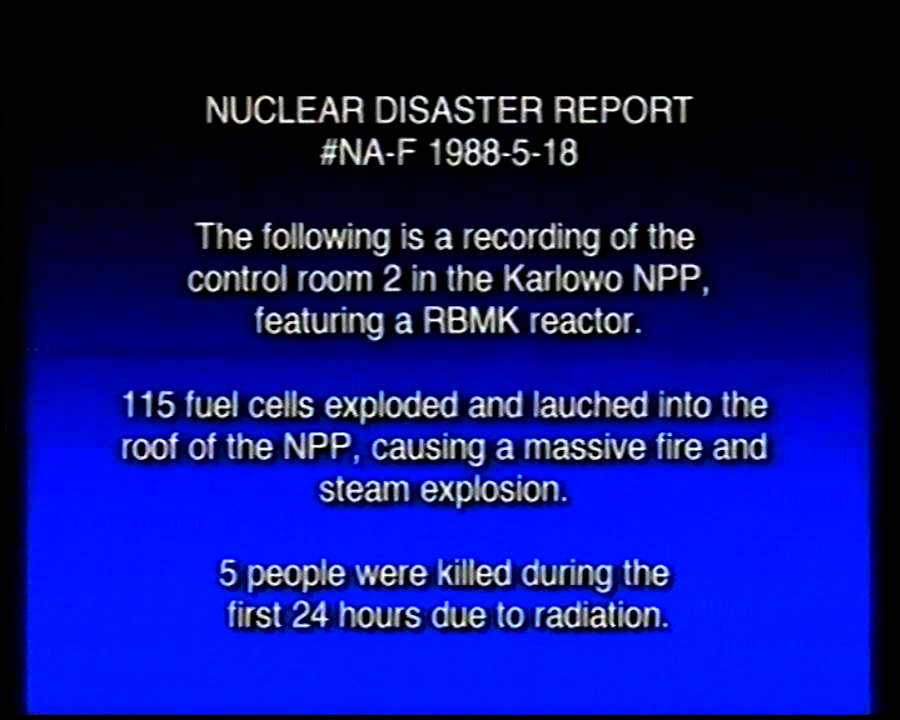 NUCLEAR DISASTER REPORT
#NA-F 1988-5-18
The following is a recording of the
control room 2 in the Karlowo NPP,
featuring a RBMK reactor.
115 fuel cells exploded and lauched into the
roof of the NPP, causing a massive fire and
steam explosion.
5 people were killed during the
first 24 hours due to radiation.